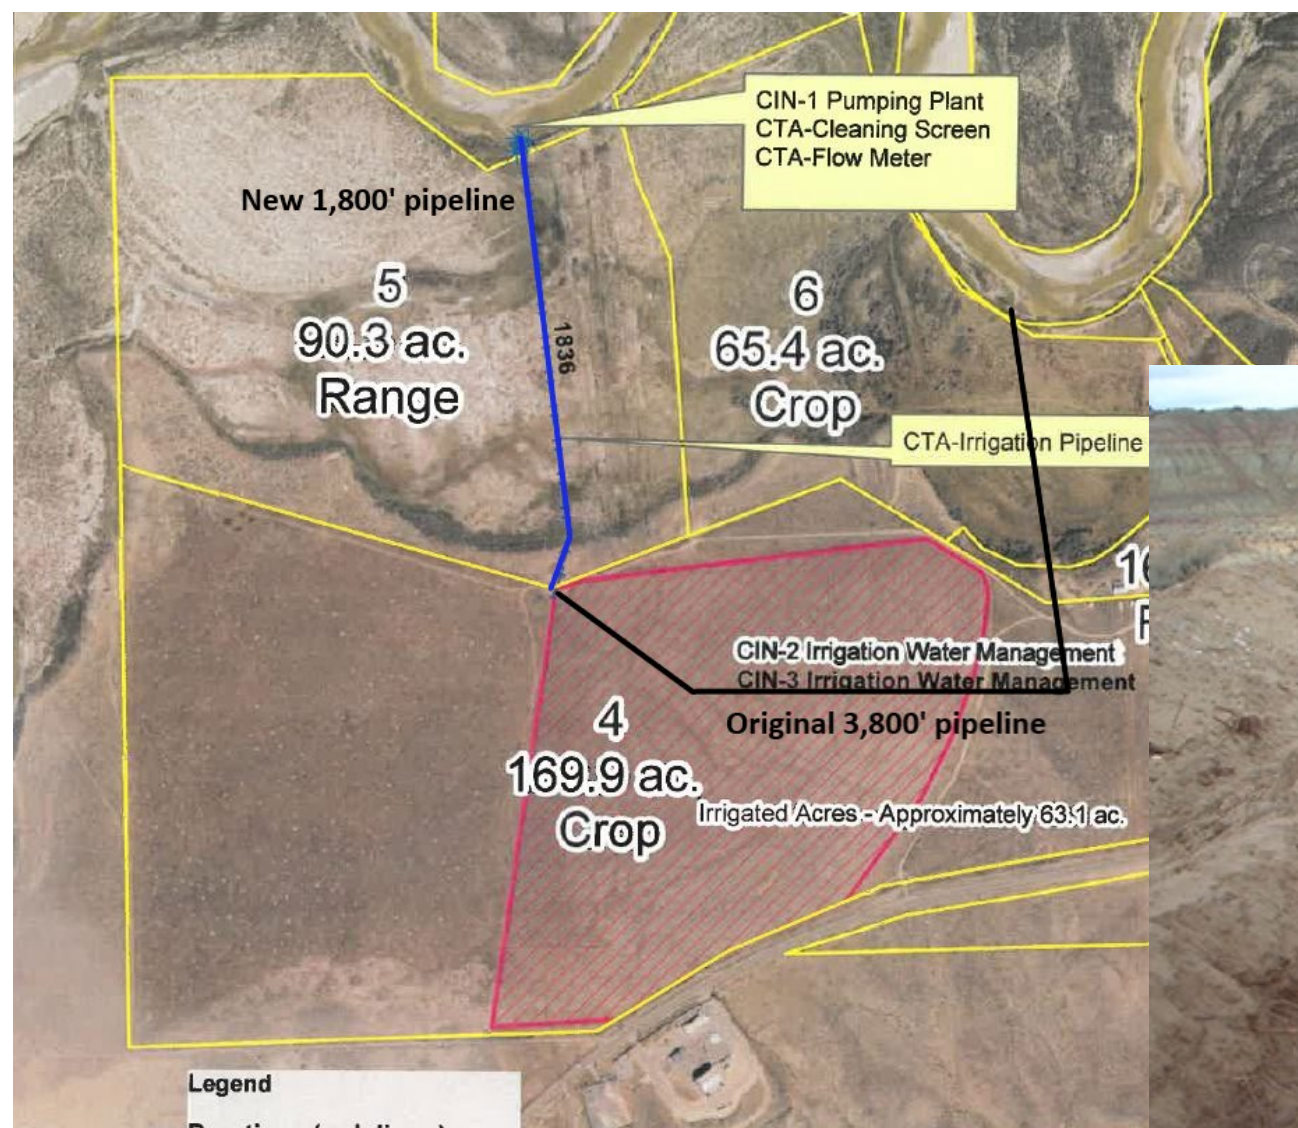 CIN-1 Pumping Plant
CTA-Cleaning Screen
CTA-Flow Meter
New 1,800' pipeline
5
90.3 ac.
Range
1836
6
65.4 ac.
Crop
CTA-Irrigation Pipeline
CIN-2 Irrigation Water Management
CIN-3 Irrigation Water Management
4
169.9 ac.
Crop
Original 3,800' pipeline
Irrigated Acres - Approximately 63.1 ac.
Legend